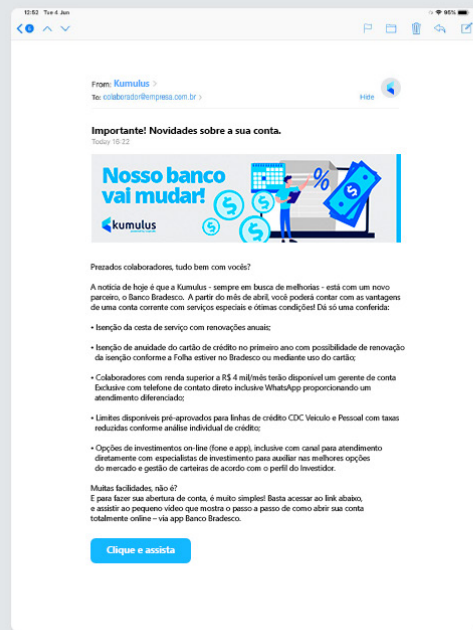 12:52 Tue 4 Jun
95%
From: Kumulus >
To: colaborador@empresa.com.br >
Hide
Importante! Novidades sobre a sua conta.
Today 16:22
Nosso banco
vai mudar!
%
kumulus
Prezados colaboradores, tudo bem com vocês?
A notícia de hoje é que a Kumulus - sempre em busca de melhorias - está com um novo
parceiro, o Banco Bradesco. A partir do mês de abril, você poderá contar com as vantagens
de uma conta corrente com serviços especiais e ótimas condições! Dá só uma conferida:
• Isenção da cesta de serviço com renovações anuais;
• Isenção de anuidade do cartão de crédito no primeiro ano com possibilidade de renovação
da isenção conforme a Folha estiver no Bradesco ou mediante uso do cartão;
• Colaboradores com renda superior a R$ 4 mil/mês terão disponível um gerente de conta
Exclusive com telefone de contato direto inclusive WhatsApp proporcionando um
atendimento diferenciado;
• Limites disponíveis pré-aprovados para linhas de crédito CDC Veículo e Pessoal com taxas
reduzidas conforme análise individual de crédito;
• Opções de investimentos on-line (fone e app), inclusive com canal para atendimento
diretamente com especialistas de investimento para auxiliar nas melhores opções
do mercado e gestão de carteiras de acordo com o perfil do Investidor.
Muitas facilidades, não é?
E para fazer sua abertura de conta, é muito simples! Basta acessar ao link abaixo,
e assistir ao pequeno vídeo que mostra o passo a passo de como abrir sua conta
totalmente online – via app Banco Bradesco.
Clique e assista